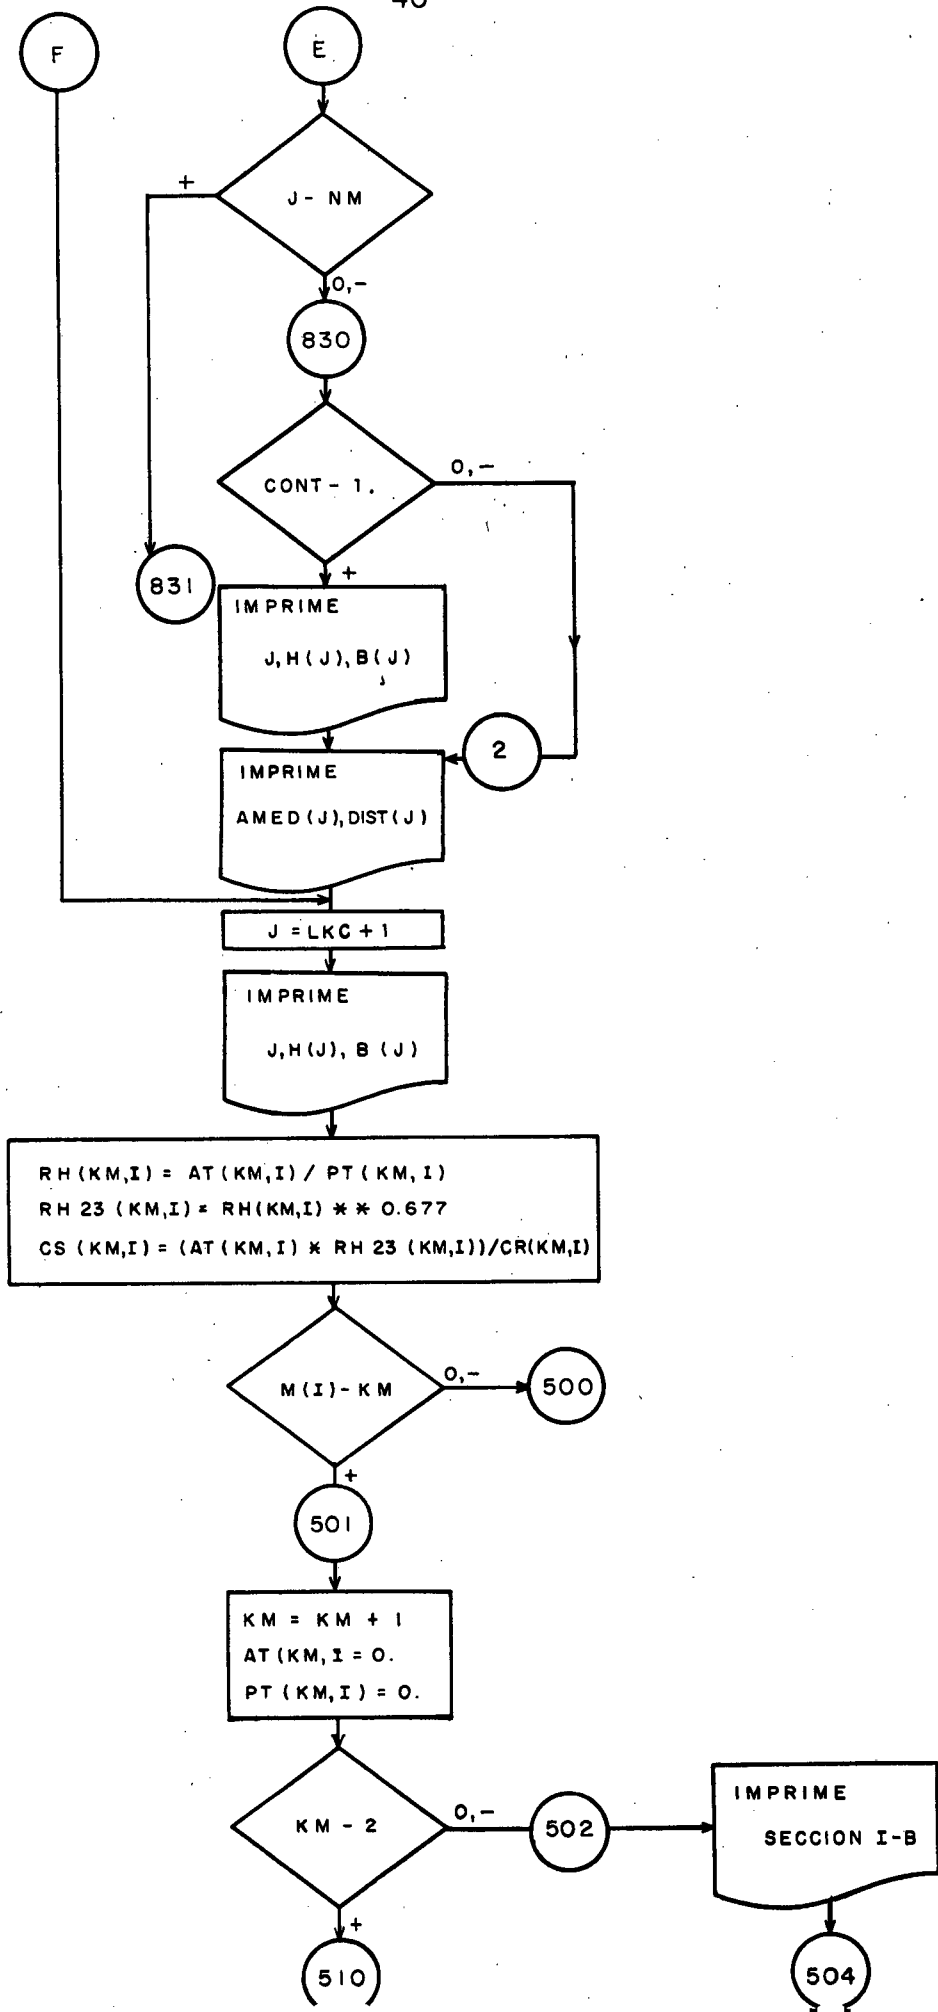 40
F
E
+
J - NM
0,-
830
CONT - 1.
0,-
+
831
IMPRIME
J, H(J), B(J)
2
IMPRIME
AMED(J), DIST(J)
J = LKC + 1
IMPRIME
J, H(J), B(J)
RH(KM,I) = AT(KM,I) / PT(KM,I)
RH 23 (KM,I) = RH(KM,I) ** 0.677
CS (KM,I) = (AT(KM,I) * RH 23 (KM,I))/CR(KM,I)
M(I) - KM
0,-
500
+
501
KM = KM + 1
AT(KM, I = 0.
PT(KM, I) = 0.
KM - 2
0,-
502
IMPRIME
SECCION I-B
+
510
504